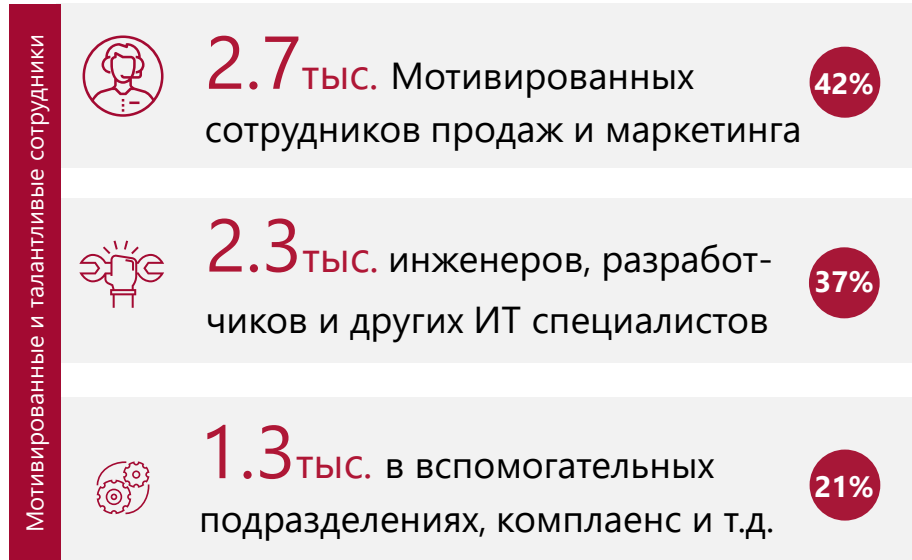 Мотивированные и талантливые сотрудники
2.7тыс. Мотивированных
сотрудников продаж и маркетинга
42%
2.3тыс. инженеров, разработ-
чиков и других ИТ специалистов
37%
1.3тыс. в вспомогательных
подразделениях, комплаенс и т.д.
21%